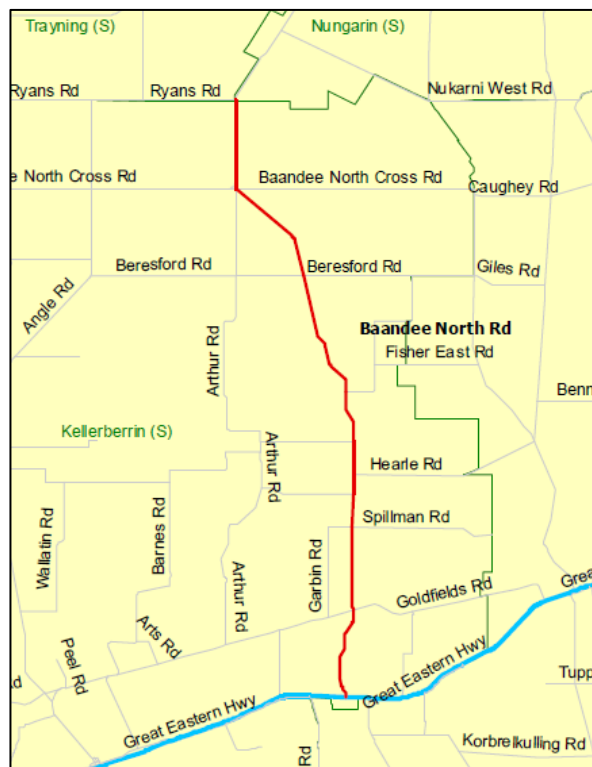 Trayning (S)
Nungarin (S)
Ryans Rd
Ryans Rd
Nukarni West Rd
e North Cross Rd
Baandee North Cross Rd
Caughey Rd
Beresford Rd
Beresford Rd
Giles Rd
Angle Rd
Baandee North Rd
Fisher East Rd
Arthur Rd
Benn
Kellerberrin (S)
Arthur Rd
Hearle Rd
Wallatin Rd
Barnes Rd
Spillman Rd
Garbin Rd
Arthur Rd
Goldfields Rd
Grea
Arts Rd
Peel Rd
Rd
Great Eastern Hwy
Tupp
Great Eastern Hwy
Rd
Korbrelkulling Rd